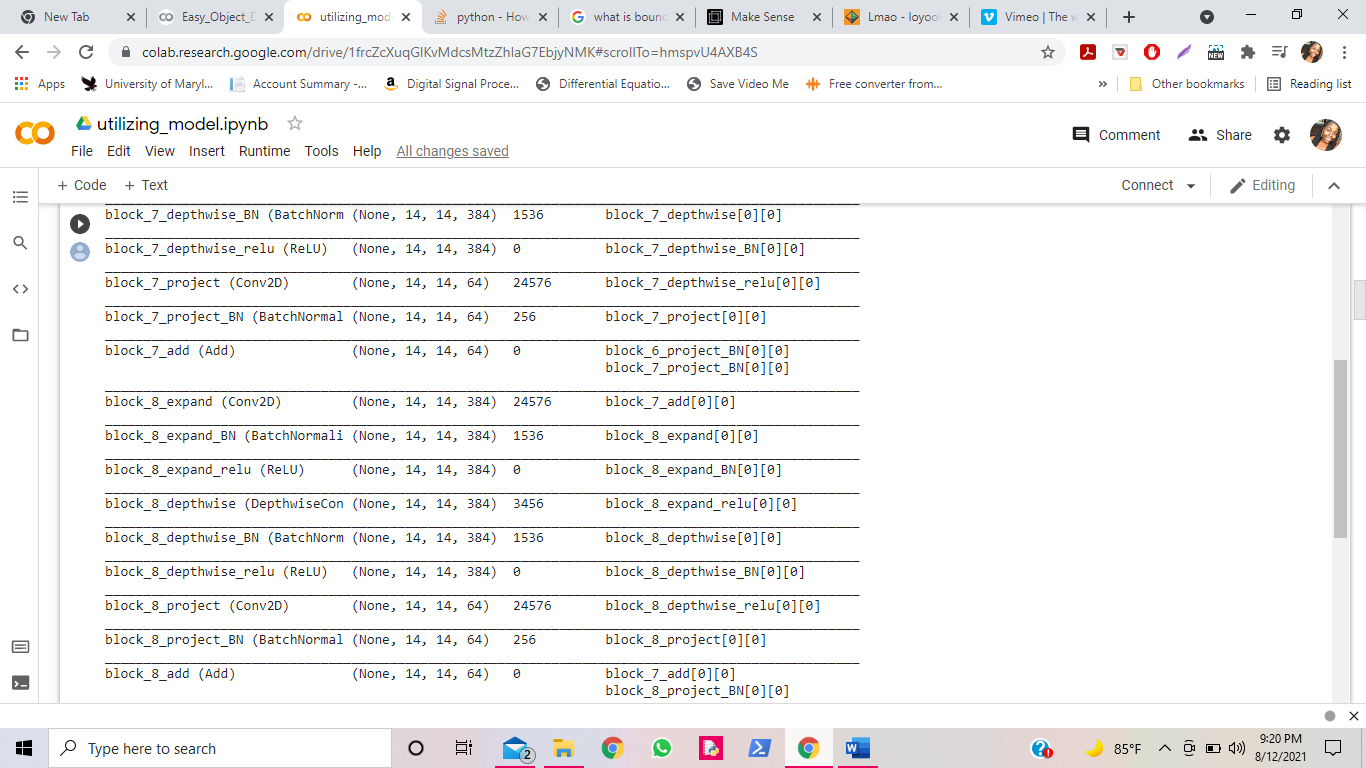 New Tab
Easy_Object_D
utilizing_mod
python - How
what is boun
Make Sense
Lmao - loyoo
Vimeo | The w
colab.research.google.com/drive/1frcZcXuqGlKvMdcsMtzZhlaG7EbjyNMK#scrollTo=hmspvU4AXB4S
NEW
Apps
University of Maryl...
Account Summary -...
Digital Signal Proce...
Differential Equatio...
Save Video Me
Free converter from...
»
Other bookmarks
Reading list
utilizing_model.ipynb
Comment
Share
File Edit View Insert Runtime Tools Help All changes saved
+ Code + Text
Connect
Editing
block_7_depthwise_BN (BatchNorm (None, 14, 14, 384) 1536 block_7_depthwise[0][0]
block_7_depthwise_relu (ReLU) (None, 14, 14, 384) 0 block_7_depthwise_BN[0][0]
block_7_project (Conv2D) (None, 14, 14, 64) 24576 block_7_depthwise_relu[0][0]
block_7_project_BN (BatchNormal (None, 14, 14, 64) 256 block_7_project[0][0]
block_7_add (Add) (None, 14, 14, 64) 0 block_6_project_BN[0][0]
block_7_project_BN[0][0]
block_8_expand (Conv2D) (None, 14, 14, 384) 24576 block_7_add[0][0]
block_8_expand_BN (BatchNormali (None, 14, 14, 384) 1536 block_8_expand[0][0]
block_8_expand_relu (ReLU) (None, 14, 14, 384) 0 block_8_expand_BN[0][0]
block_8_depthwise (DepthwiseCon (None, 14, 14, 384) 3456 block_8_expand_relu[0][0]
block_8_depthwise_BN (BatchNorm (None, 14, 14, 384) 1536 block_8_depthwise[0][0]
block_8_depthwise_relu (ReLU) (None, 14, 14, 384) 0 block_8_depthwise_BN[0][0]
block_8_project (Conv2D) (None, 14, 14, 64) 24576 block_8_depthwise_relu[0][0]
block_8_project_BN (BatchNormal (None, 14, 14, 64) 256 block_8_project[0][0]
block_8_add (Add) (None, 14, 14, 64) 0 block_7_add[0][0]
block_8_project_BN[0][0]
Type here to search
2
85°F
9:20 PM
8/12/2021